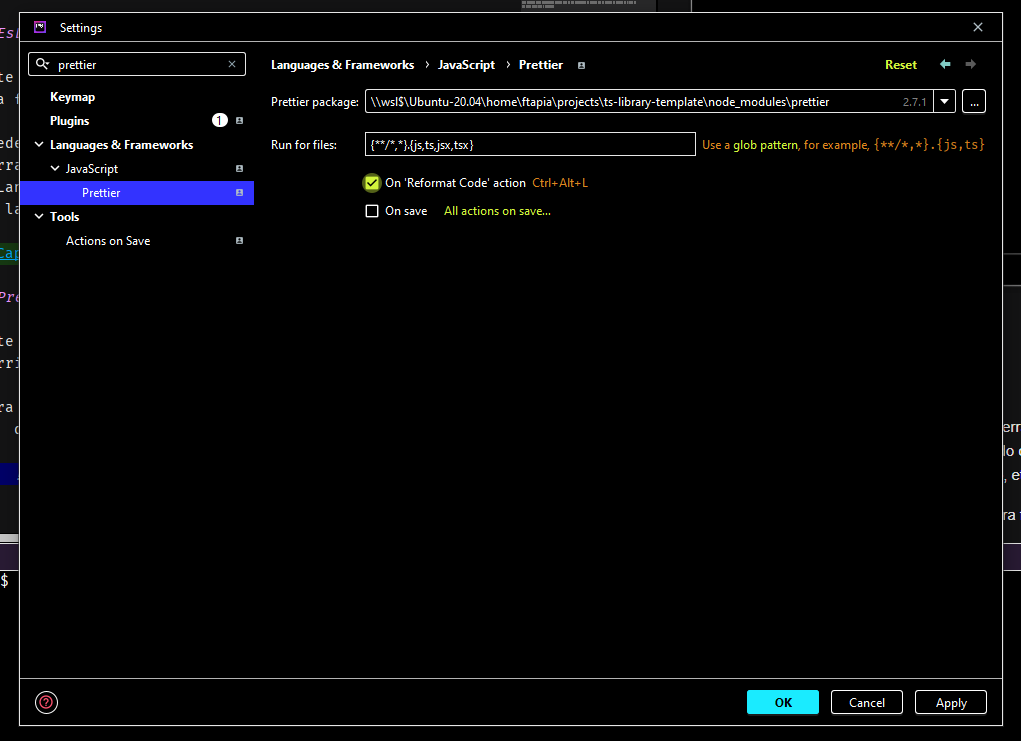 Settings
prettier
Languages & Frameworks › JavaScript › Prettier
Reset
Keymap
Plugins 1
Languages & Frameworks
JavaScript
Prettier
Tools
Actions on Save
Prettier package: \\wsl$\Ubuntu-20.04\home\ftapia\projects\ts-library-template\node_modules\prettier 2.7.1 ...
Run for files: {**/*,*}.{js,ts,jsx,tsx} Use a glob pattern, for example, {**/*,*}.{js,ts}
On 'Reformat Code' action Ctrl+Alt+L
On save All actions on save...
$
?
OK Cancel Apply